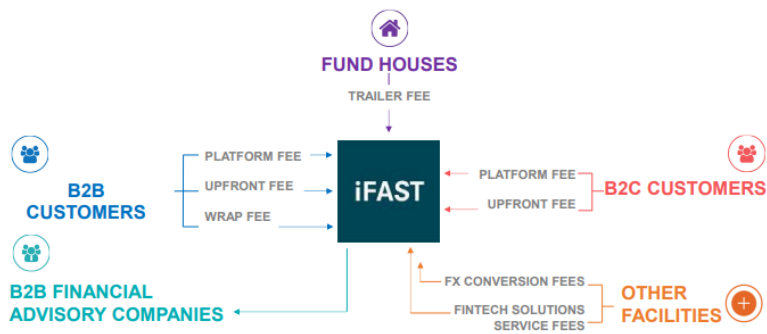 FUND HOUSES
TRAILER FEE
B2B
CUSTOMERS
PLATFORM FEE
UPFRONT FEE
WRAP FEE
iFAST
PLATFORM FEE
UPFRONT FEE
B2C CUSTOMERS
B2B FINANCIAL
ADVISORY COMPANIES
FX CONVERSION FEES
FINTECH SOLUTIONS
SERVICE FEES
OTHER
FACILITIES